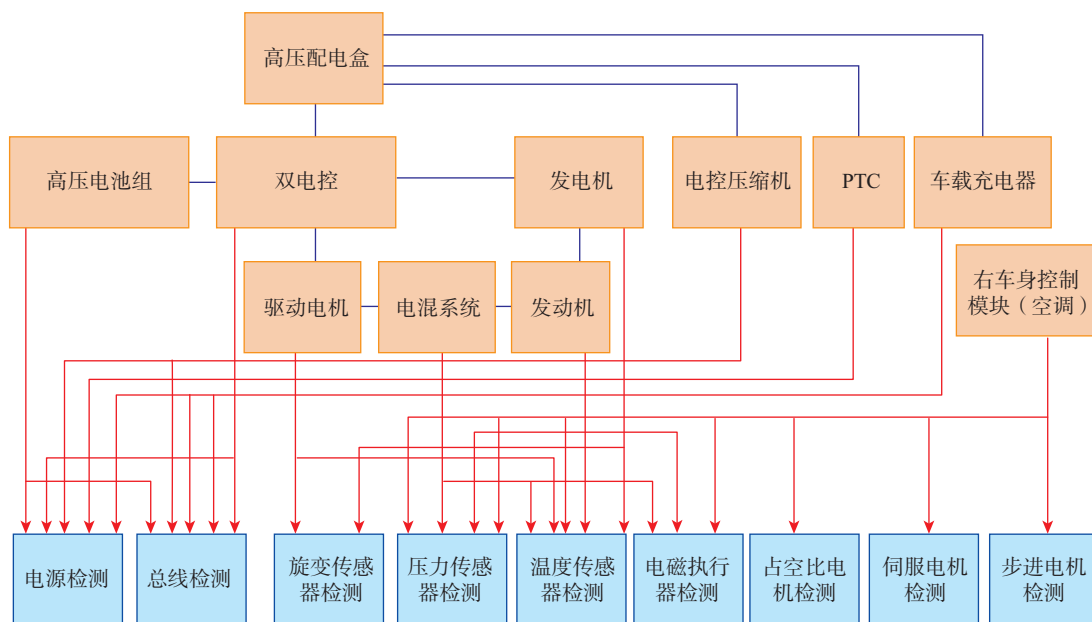 高压配电盒
高压电池组
双电控
发电机
电控压缩机
PTC
车载充电器
驱动电机
电混系统
发动机
右车身控制
模块（空调）
电源检测
总线检测
旋变传感
器检测
压力传感
器检测
温度传感
器检测
电磁执行
器检测
占空比电
机检测
伺服电机
检测
步进电机
检测